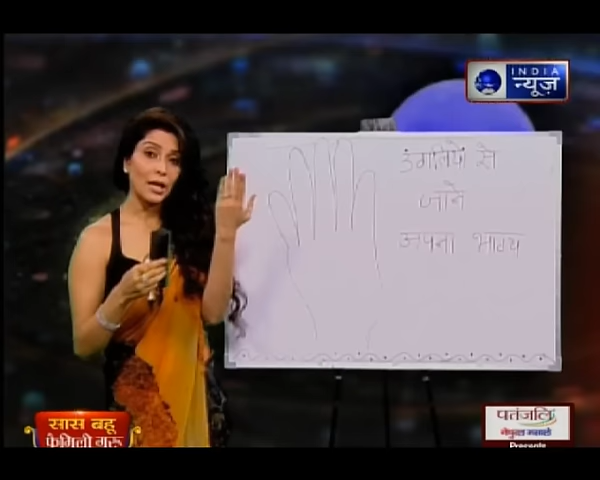 INDIA
न्यूज़
उंगलियों से
जाने
अपना भाग्य
सास बहू
फैमिली गुरू
पतंजलि
Presents